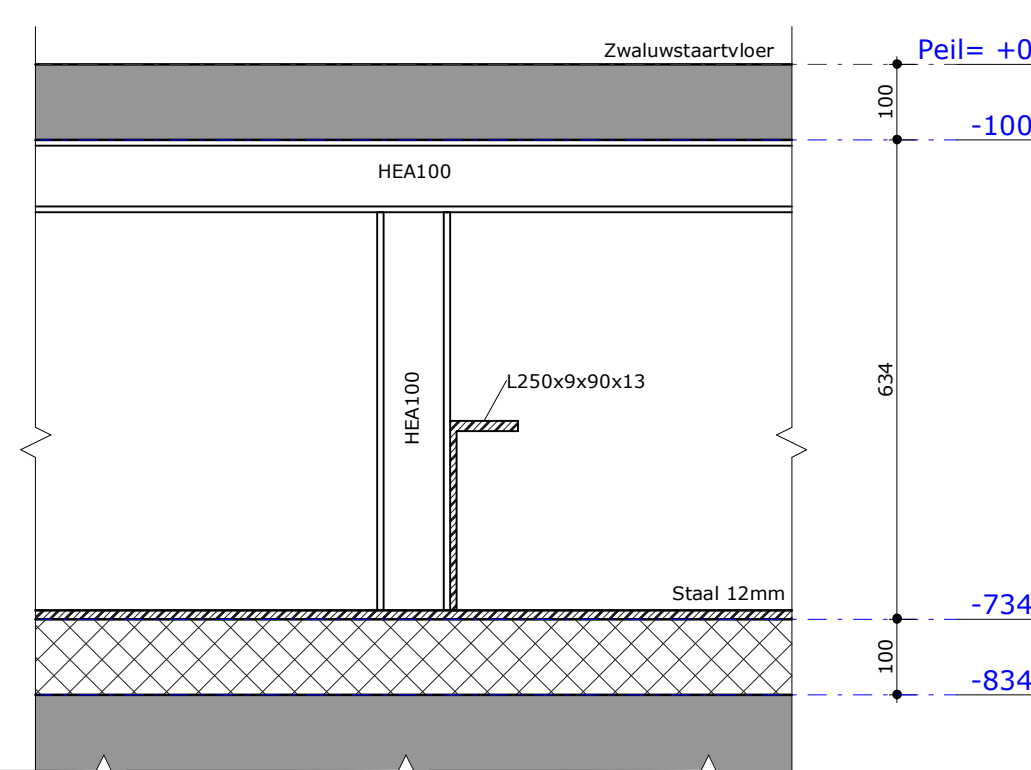 Zwaluwstaartvloer
Peil= +0
100
-100
HEA100
634
L250x9x90x13
HEA100
Staal 12mm
-734
100
-834